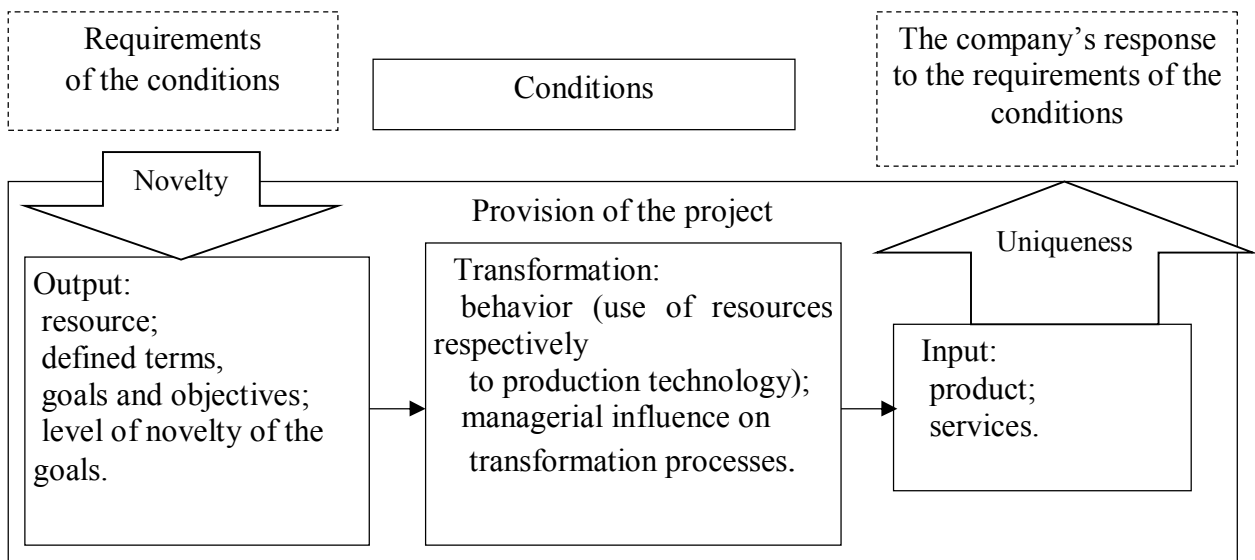 Requirements
of the conditions
Conditions
The company’s response
to the requirements of the
conditions
Novelty
Provision of the project
Uniqueness
Output:
resource;
defined terms,
goals and objectives;
level of novelty of the
goals.
Transformation:
behavior (use of resources
respectively
to production technology);
managerial influence on
transformation processes.
Input:
product;
services.